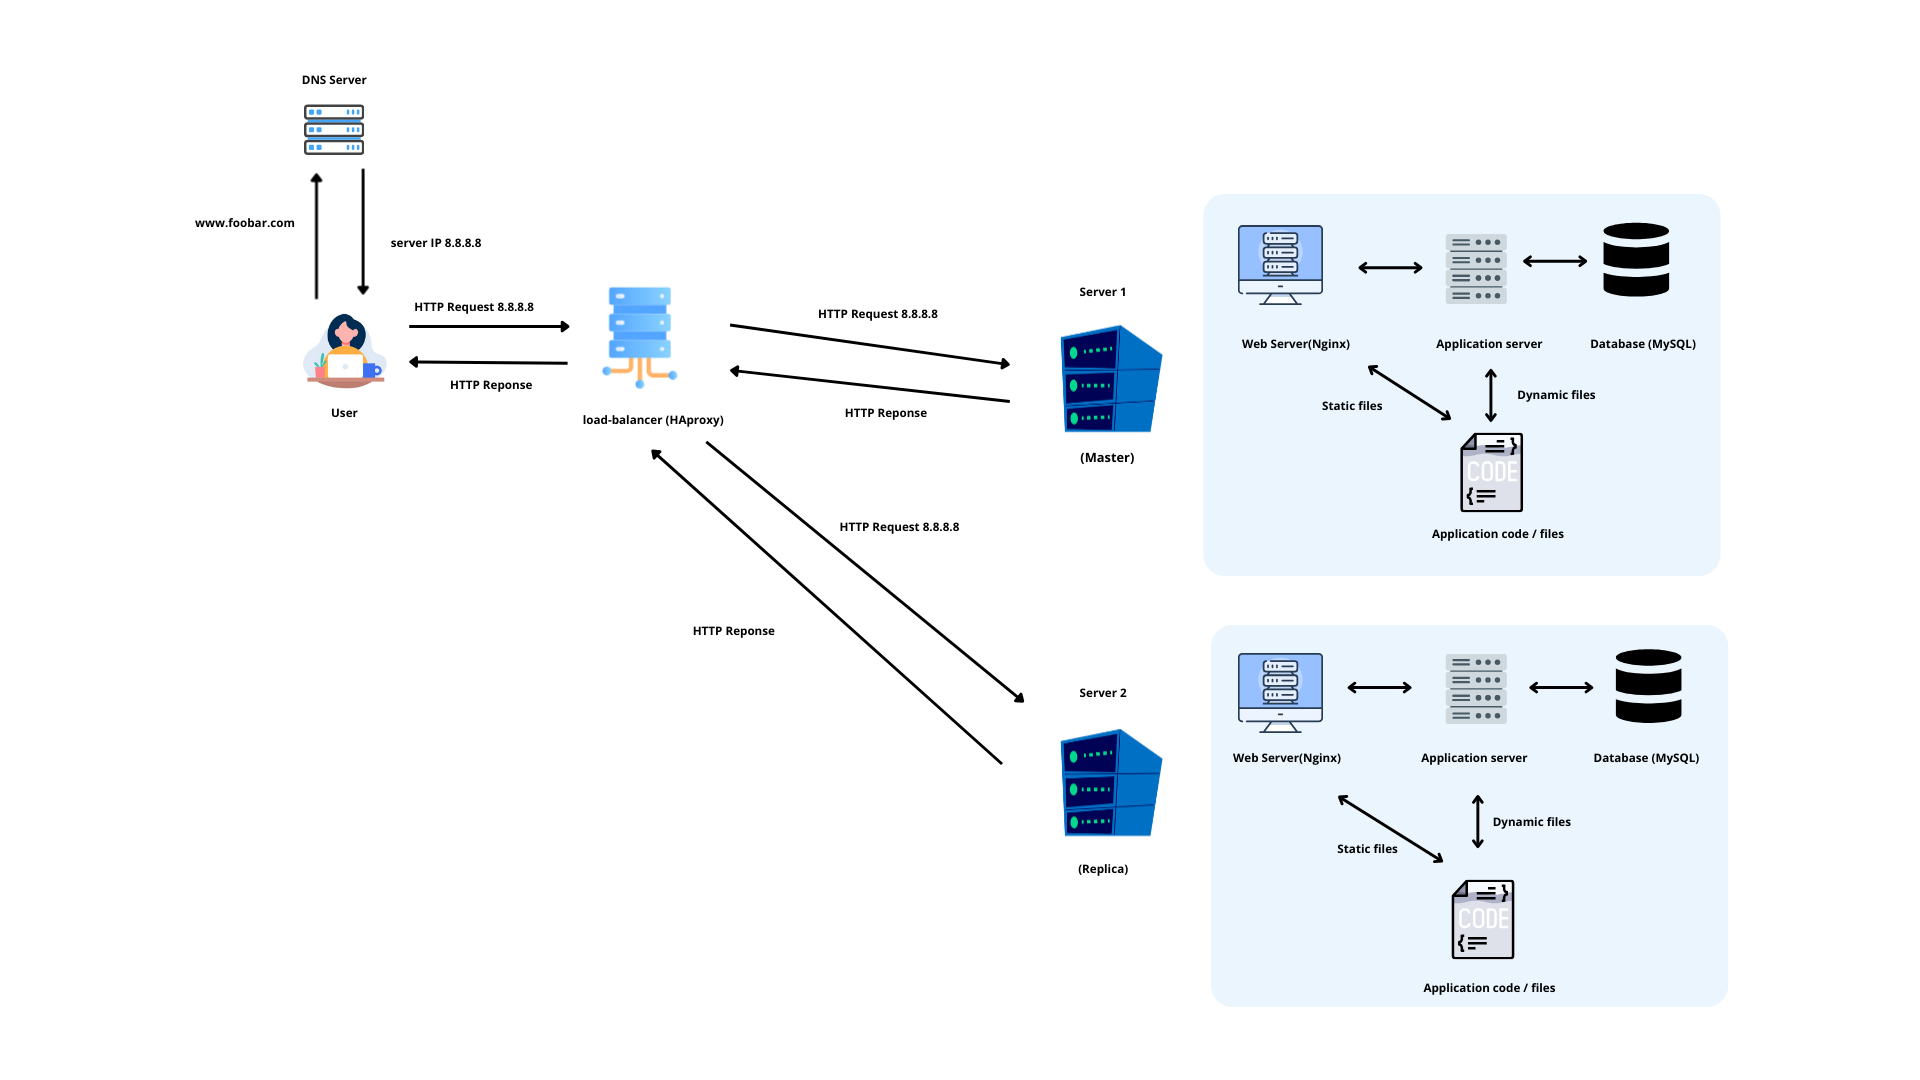 DNS Server
www.foobar.com
server IP 8.8.8.8
HTTP Request 8.8.8.8
HTTP Reponse
User
load-balancer (HAproxy)
HTTP Request 8.8.8.8
HTTP Reponse
Server 1
(Master)
HTTP Request 8.8.8.8
HTTP Reponse
Server 2
(Replica)
Web Server(Nginx)
Application server
Database (MySQL)
Static files
Dynamic files
CODE
Application code / files
Web Server(Nginx)
Application server
Database (MySQL)
Dynamic files
Static files
CODE
Application code / files